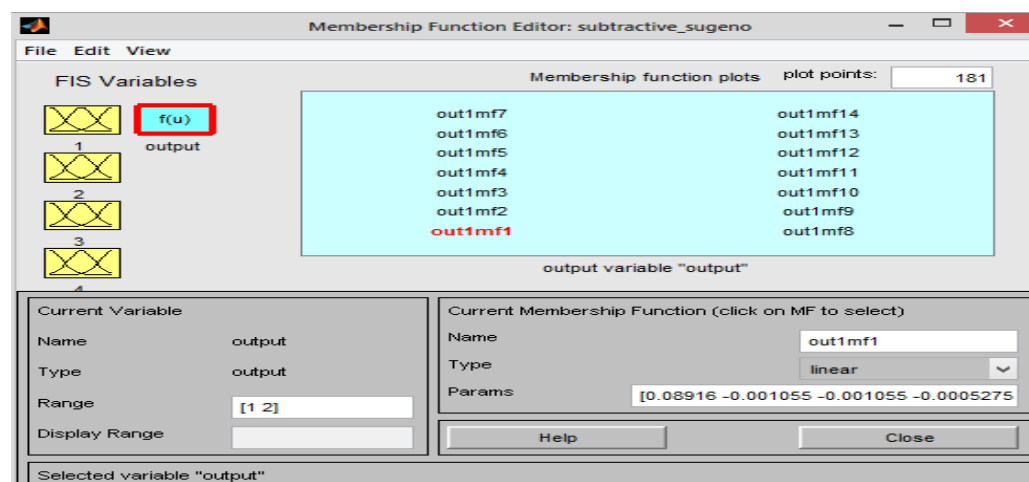 Membership Function Editor: subtractive_sugeno
File Edit View
FIS Variables
Membership function plots
plot points:
181
f(u)
output
1
2
3
4
out1mf7
out1mf6
out1mf5
out1mf4
out1mf3
out1mf2
out1mf1
out1mf14
out1mf13
out1mf12
out1mf11
out1mf10
out1mf9
out1mf8
output variable "output"
Current Variable
Name output
Type output
Range [1 2]
Display Range
Current Membership Function (click on MF to select)
Name out1mf1
Type linear
Params [0.08916 -0.001055 -0.001055 -0.0005275
Help
Close
Selected variable "output"